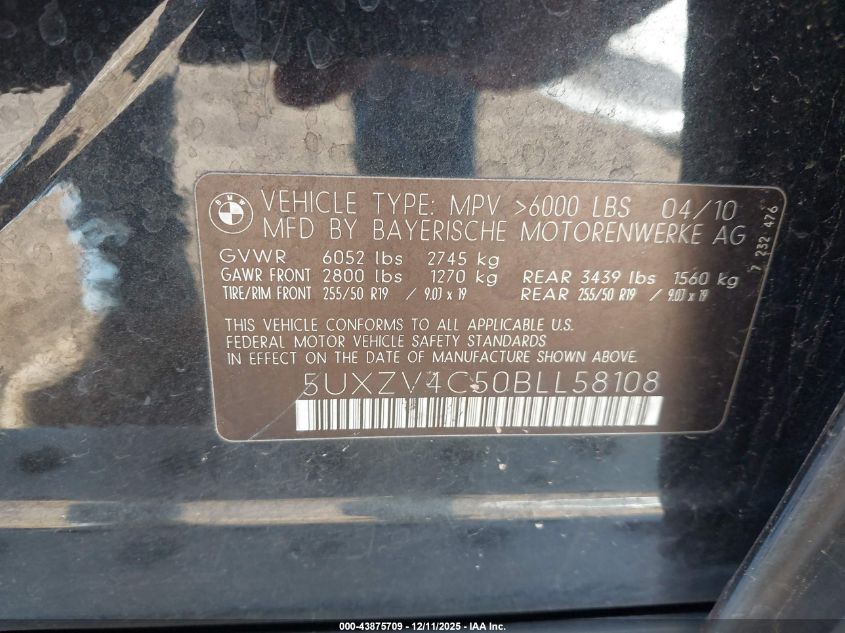 BMW
VEHICLE TYPE: MPV >6000 LBS 04/10
MFD BY BAYERISCHE MOTORENWERKE AG
GVWR 6052 lbs 2745 kg
GAWR FRONT 2800 lbs 1270 kg REAR 3439 lbs 1560 kg
TIRE/RIM FRONT 255/50 R19 / 9.0J x 19 REAR 255/50 R19 / 9.0J x 19
THIS VEHICLE CONFORMS TO ALL APPLICABLE U.S.
FEDERAL MOTOR VEHICLE SAFETY STANDARDS
IN EFFECT ON THE DATE OF MANUFACTURE SHOWN ABOVE.
5UXZV4C50BLL58108
7 232 476
000-43875709 - 12/11/2025 - IAA Inc.